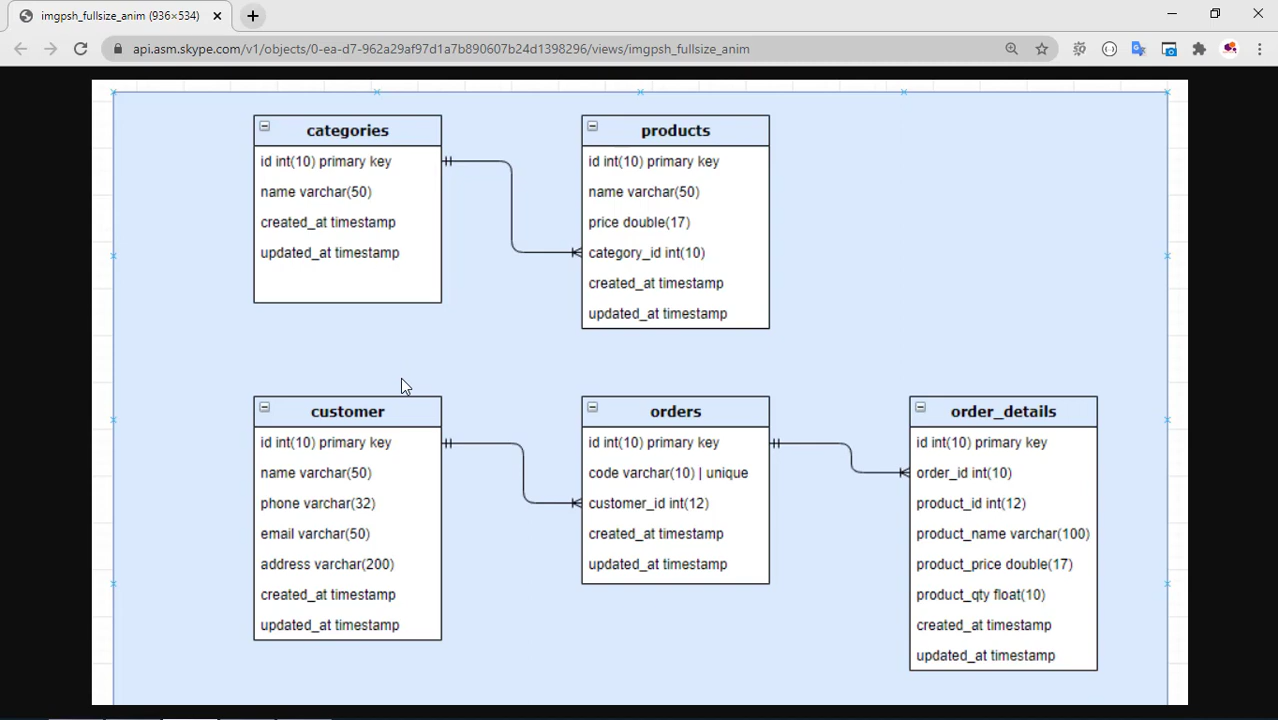 imgpsh_fullsize_anim (936×534)
api.asm.skype.com/v1/objects/0-ea-d7-962a29af97d1a7b890607b24d1398296/views/imgpsh_fullsize_anim
categories
id int(10) primary key
name varchar(50)
created_at timestamp
updated_at timestamp
products
id int(10) primary key
name varchar(50)
price double(17)
category_id int(10)
created_at timestamp
updated_at timestamp
customer
id int(10) primary key
name varchar(50)
phone varchar(32)
email varchar(50)
address varchar(200)
created_at timestamp
updated_at timestamp
orders
id int(10) primary key
code varchar(10) | unique
customer_id int(12)
created_at timestamp
updated_at timestamp
order_details
id int(10) primary key
order_id int(10)
product_id int(12)
product_name varchar(100)
product_price double(17)
product_qty float(10)
created_at timestamp
updated_at timestamp